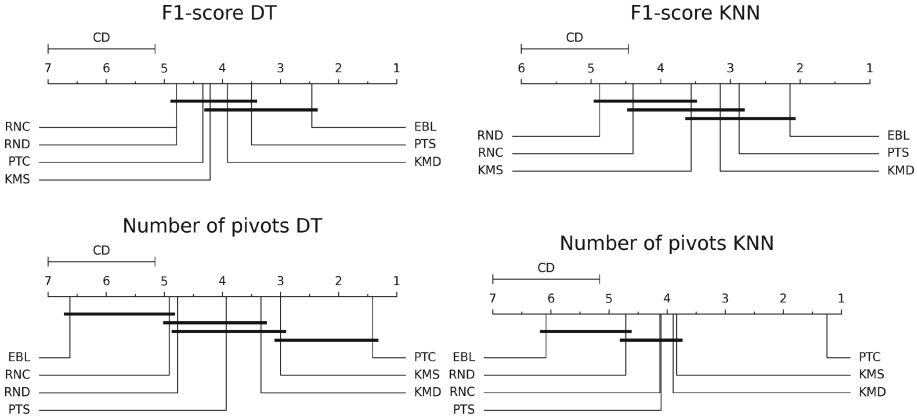 F1-score DT
CD
7 6 5 4 3 2 1
RNC EBL
RND PTS
PTC KMD
KMS
F1-score KNN
CD
6 5 4 3 2 1
RND EBL
RNC PTS
KMS KMD
Number of pivots DT
CD
7 6 5 4 3 2 1
EBL PTC
RNC KMS
RND KMD
PTS
Number of pivots KNN
CD
7 6 5 4 3 2 1
EBL PTC
RND KMS
RNC KMD
PTS